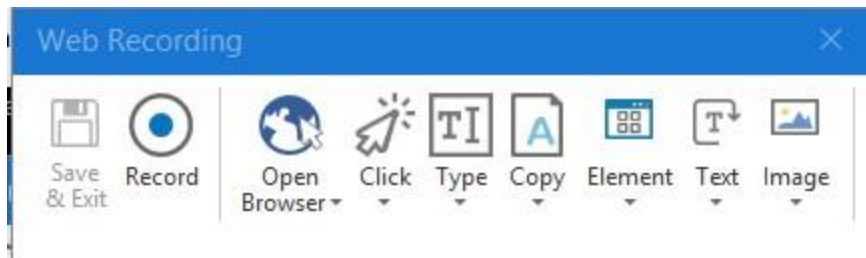 Web Recording
Save
& Exit
Record
Open
Browser
Click
Type
Copy
Element
Text
Image